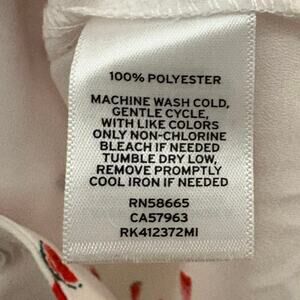 100% POLYESTER
MACHINE WASH COLD,
GENTLE CYCLE,
WITH LIKE COLORS
ONLY NON-CHLORINE
BLEACH IF NEEDED
TUMBLE DRY LOW,
REMOVE PROMPTLY
COOL IRON IF NEEDED
RN58665
CA57963
RK412372MI